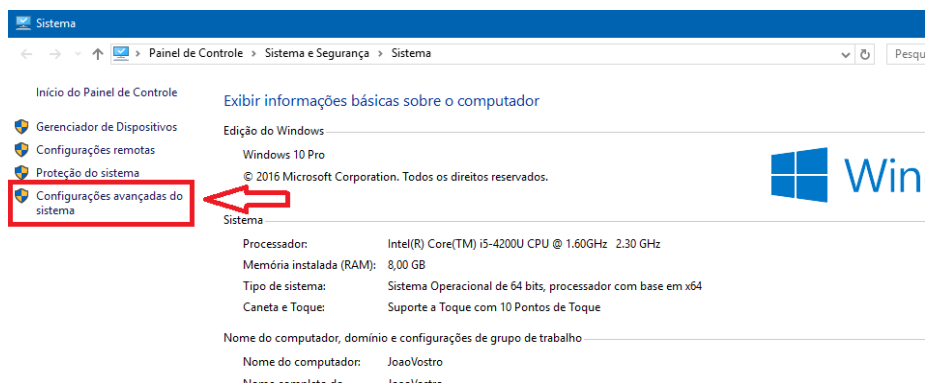 Sistema
Painel de Controle > Sistema e Segurança > Sistema
Pesqu
Início do Painel de Controle
Gerenciador de Dispositivos
Configurações remotas
Proteção do sistema
Configurações avançadas do
sistema
Exibir informações básicas sobre o computador
Edição do Windows
Windows 10 Pro
© 2016 Microsoft Corporation. Todos os direitos reservados.
Win
Sistema
Processador: Intel(R) Core(TM) i5-4200U CPU @ 1.60GHz 2.30 GHz
Memória instalada (RAM): 8,00 GB
Tipo de sistema: Sistema Operacional de 64 bits, processador com base em x64
Caneta e Toque: Suporte a Toque com 10 Pontos de Toque
Nome do computador, domínio e configurações de grupo de trabalho
Nome do computador: JoaoVostro
Nome completo do JoaoVostro